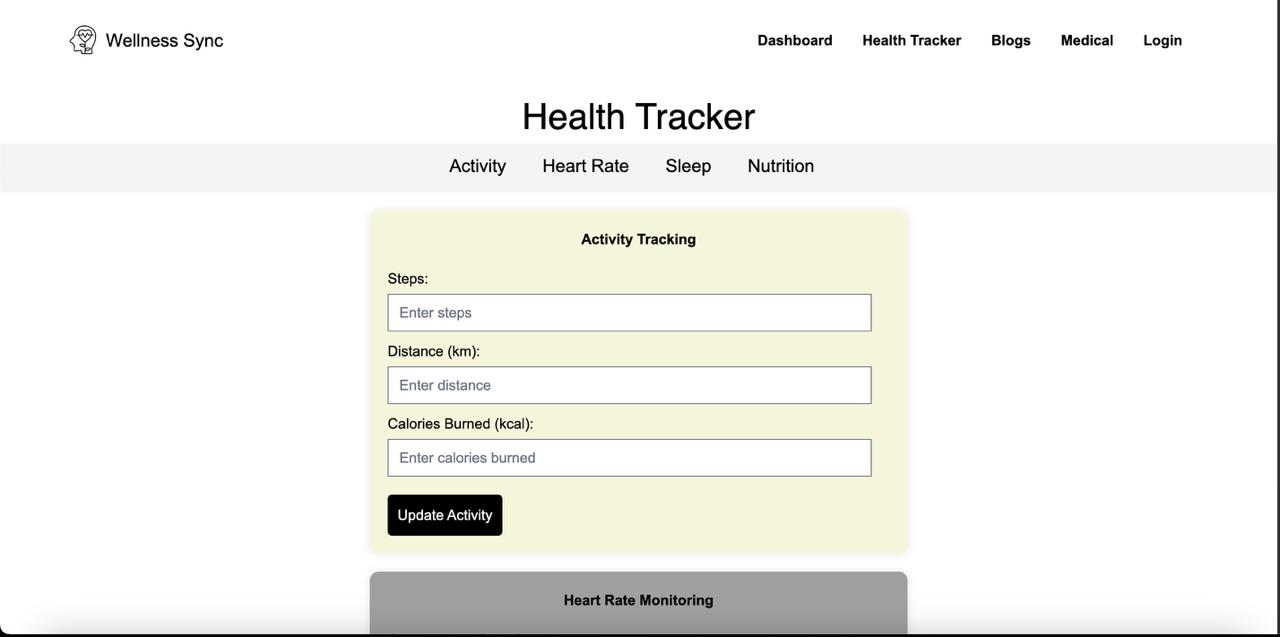 Wellness Sync
Dashboard Health Tracker Blogs Medical Login
Health Tracker
Activity Heart Rate Sleep Nutrition
Activity Tracking
Steps:
Enter steps
Distance (km):
Enter distance
Calories Burned (kcal):
Enter calories burned
Update Activity
Heart Rate Monitoring